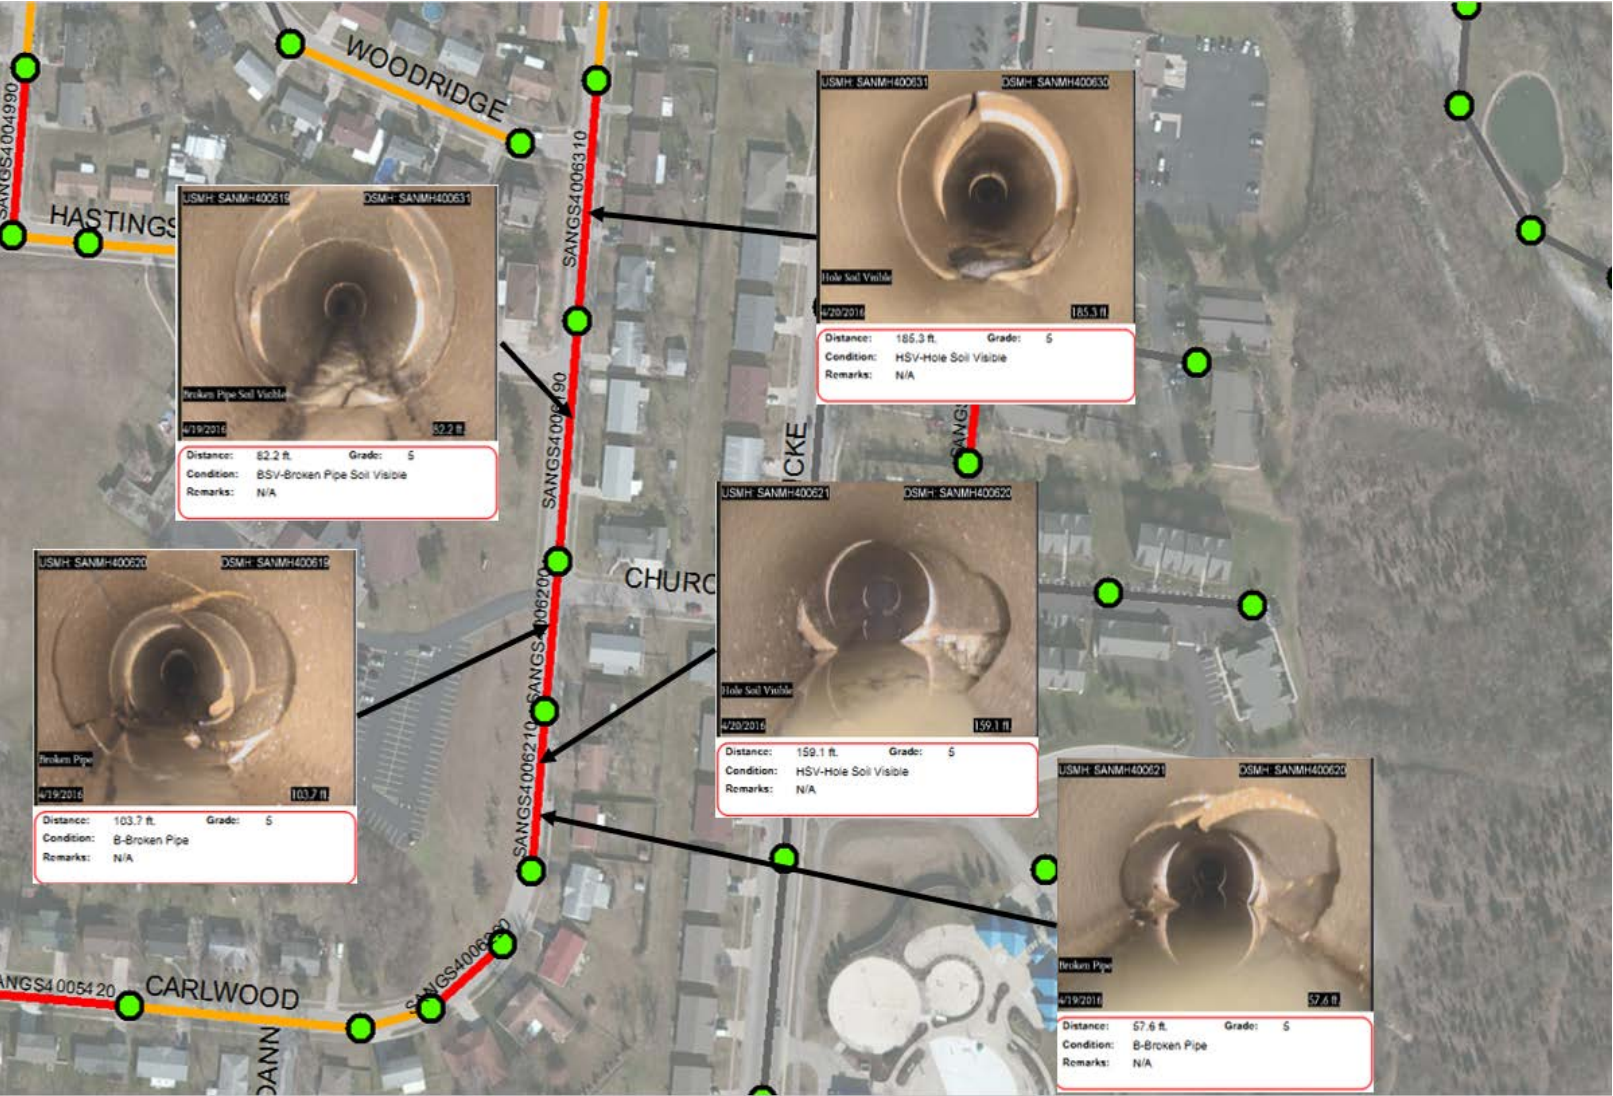 WOODRIDGE
SANGS4004990
HASTINGS
SANGS4006310
USMH: SANMH400631 DSMH: SANMH400630
Hole Soil Visible
4/20/2016 185.3 ft.
Distance: 185.3 ft. Grade: 5
Condition: HSV-Hole Soil Visible
Remarks: N/A
USMH: SANMH400619 DSMH: SANMH400631
Broken Pipe Soil Visible
4/19/2016 82.2 ft.
Distance: 82.2 ft. Grade: 5
Condition: BSV-Broken Pipe Soil Visible
Remarks: N/A
SANGS
ICKE
USMH: SANMH400621 DSMH: SANMH400620
Hole Soil Visible
4/20/2016 159.1 ft.
Distance: 159.1 ft. Grade: 5
Condition: HSV-Hole Soil Visible
Remarks: N/A
CHURC
USMH: SANMH400620 DSMH: SANMH400619
Broken Pipe
4/19/2016 103.7 ft.
Distance: 103.7 ft. Grade: 5
Condition: B-Broken Pipe
Remarks: N/A
SANGS4006210
USMH: SANMH400621 DSMH: SANMH400620
Broken Pipe
4/19/2016 57.6 ft.
Distance: 57.6 ft. Grade: 5
Condition: B-Broken Pipe
Remarks: N/A
ANGS4005420
CARLWOOD
OANN